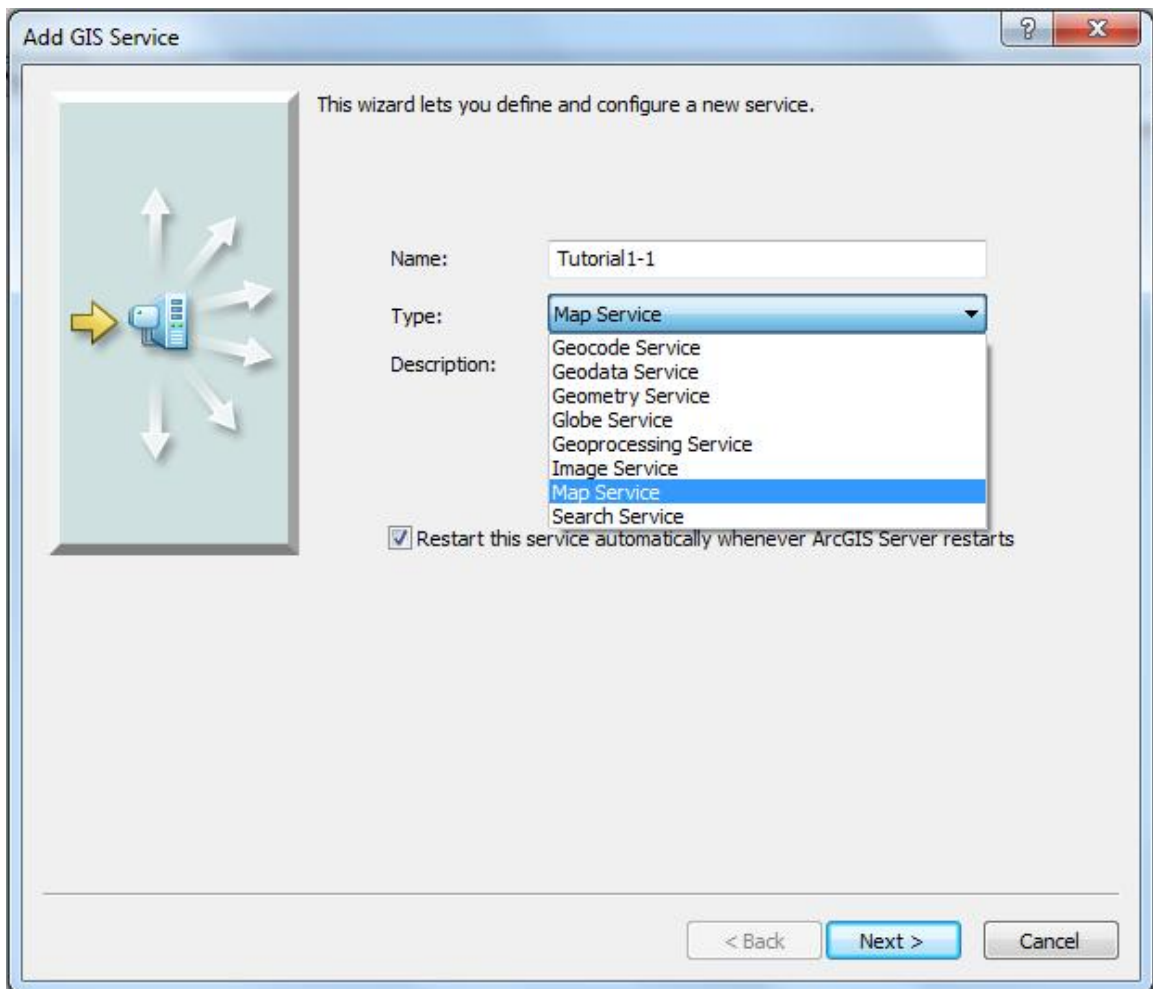 Add GIS Service
This wizard lets you define and configure a new service.
Name: Tutorial1-1
Type: Map Service
Description:
Geocode Service
Geodata Service
Geometry Service
Globe Service
Geoprocessing Service
Image Service
Map Service
Search Service
Restart this service automatically whenever ArcGIS Server restarts
< Back Next > Cancel